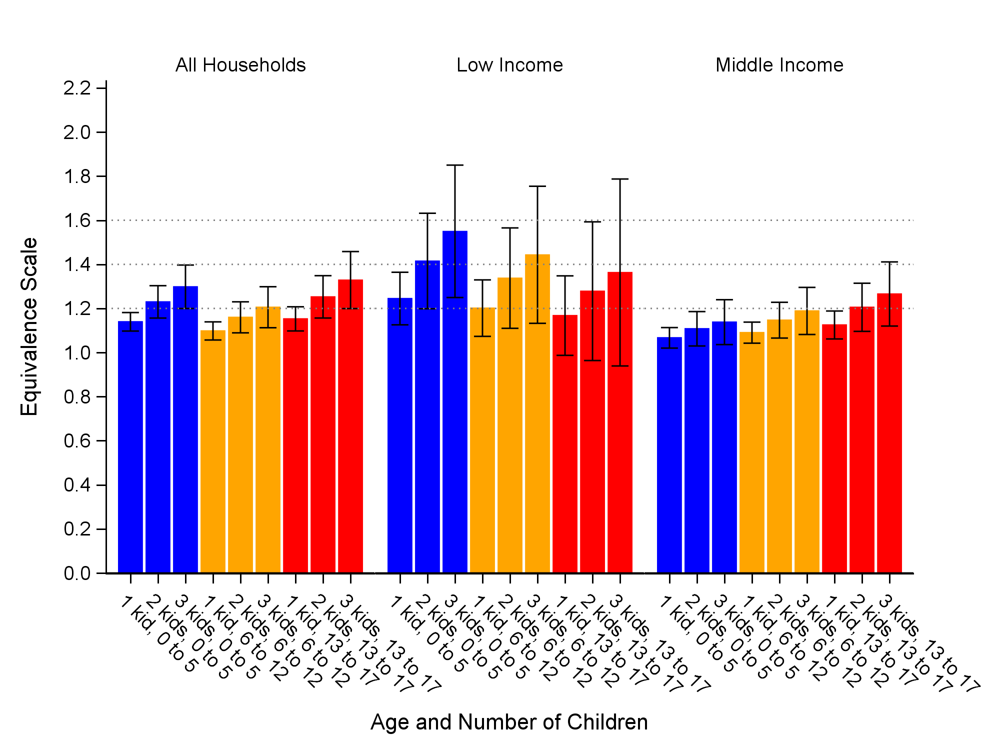 All Households Low Income Middle Income
2.2
2.0
1.8
1.6
1.4
1.2
1.0
0.8
0.6
0.4
0.2
0.0
Equivalence Scale
1 kid, 0 to 5
2 kids, 0 to 5
3 kids, 0 to 5
1 kid, 6 to 12
2 kids, 6 to 12
3 kids, 6 to 12
1 kid, 13 to 17
2 kids, 13 to 17
3 kids, 13 to 17
1 kid, 0 to 5
2 kids, 0 to 5
3 kids, 0 to 5
1 kid, 6 to 12
2 kids, 6 to 12
3 kids, 6 to 12
1 kid, 13 to 17
2 kids, 13 to 17
3 kids, 13 to 17
1 kid, 0 to 5
2 kids, 0 to 5
3 kids, 0 to 5
1 kid, 6 to 12
2 kids, 6 to 12
3 kids, 6 to 12
1 kid, 13 to 17
2 kids, 13 to 17
3 kids, 13 to 17
Age and Number of Children